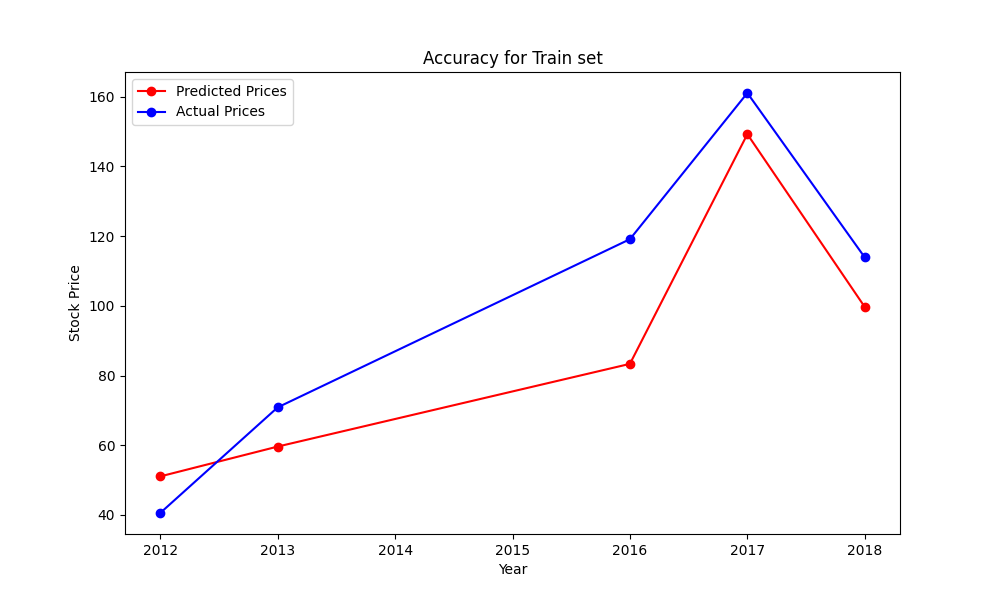 Accuracy for Train set
Predicted Prices
Actual Prices
160
140
120
100
80
60
40
Stock Price
2012 2013 2014 2015 2016 2017 2018
Year